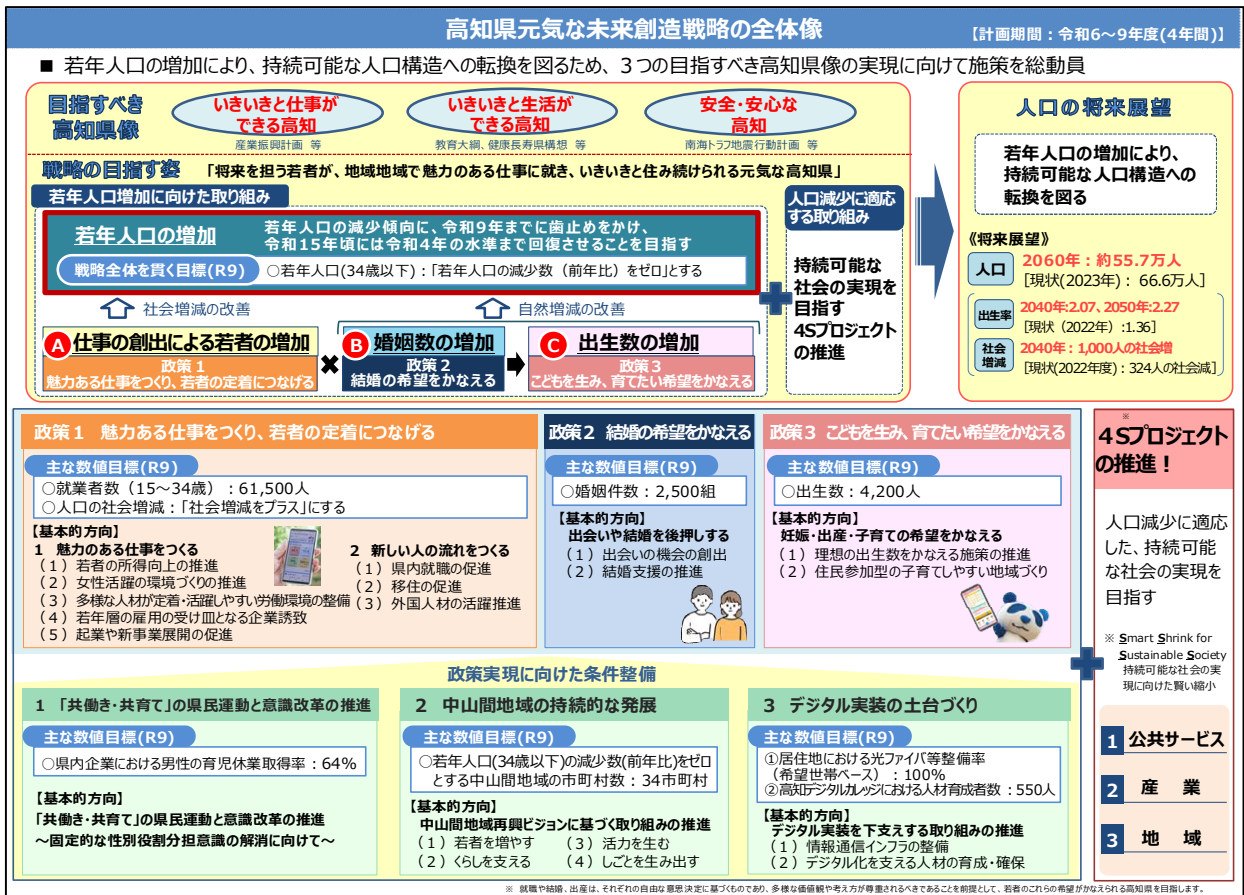 高知県元気な未来創造戦略の全体像
【計画期間：令和6～9年度(4年間)】
■ 若年人口の増加により、持続可能な人口構造への転換を図るため、３つの目指すべき高知県像の実現に向けて施策を総動員
目指すべき
高知県像
いきいきと仕事が
できる高知
産業振興計画 等
いきいきと生活が
できる高知
教育大綱、健康長寿県構想 等
安全・安心な
高知
南海トラフ地震行動計画 等
戦略の目指す姿
「将来を担う若者が、地域地域で魅力のある仕事に就き、いきいきと住み続けられる元気な高知県」
若年人口増加に向けた取り組み
若年人口の増加
若年人口の減少傾向に、令和9年までに歯止めをかけ、
令和15年頃には令和4年の水準まで回復させることを目指す
戦略全体を貫く目標(R9)
○若年人口(34歳以下)：「若年人口の減少数（前年比）をゼロ」とする
社会増減の改善
自然増減の改善
A 仕事の創出による若者の増加
政策１
魅力ある仕事をつくり、若者の定着につなげる
×
B 婚姻数の増加
政策２
結婚の希望をかなえる
C 出生数の増加
政策３
こどもを生み、育てたい希望をかなえる
人口減少に適応
する取り組み
持続可能な
社会の実現を
目指す
4Sプロジェクト
の推進
人口の将来展望
若年人口の増加により、
持続可能な人口構造への
転換を図る
《将来展望》
人口
2060年：約55.7万人
[現状(2023年)：66.6万人]
出生率
2040年:2.07、2050年:2.27
[現状（2022年）:1.36]
社会
増減
2040年：1,000人の社会増
[現状(2022年度)：324人の社会減]
政策１ 魅力ある仕事をつくり、若者の定着につなげる
主な数値目標(R9)
○就業者数（15～34歳）：61,500人
○人口の社会増減：「社会増減をプラス」にする
【基本的方向】
1 魅力のある仕事をつくる
（１）若者の所得向上の推進
（２）女性活躍の環境づくりの推進
（３）多様な人材が定着・活躍しやすい労働環境の整備
（４）若年層の雇用の受け皿となる企業誘致
（５）起業や新事業展開の促進
2 新しい人の流れをつくる
（１）県内就職の促進
（２）移住の促進
（３）外国人材の活躍推進
政策２ 結婚の希望をかなえる
主な数値目標(R9)
○婚姻件数：2,500組
【基本的方向】
出会いや結婚を後押しする
（１）出会いの機会の創出
（２）結婚支援の推進
政策３ こどもを生み、育てたい希望をかなえる
主な数値目標(R9)
○出生数：4,200人
【基本的方向】
妊娠・出産・子育ての希望をかなえる
（１）理想の出生数をかなえる施策の推進
（２）住民参加型の子育てしやすい地域づくり
※
4Sプロジェクト
の推進！
人口減少に適応
した、持続可能
な社会の実現を
目指す
※ Smart Shrink for
Sustainable Society
持続可能な社会の実
現に向けた賢い縮小
1 公共サービス
2 産 業
3 地 域
政策実現に向けた条件整備
1 「共働き・共育て」の県民運動と意識改革の推進
主な数値目標(R9)
○県内企業における男性の育児休業取得率：64%
【基本的方向】
「共働き・共育て」の県民運動と意識改革の推進
～固定的な性別役割分担意識の解消に向けて～
2 中山間地域の持続的な発展
主な数値目標(R9)
○若年人口(34歳以下)の減少数(前年比)をゼロ
とする中山間地域の市町村数：34市町村
【基本的方向】
中山間地域再興ビジョンに基づく取り組みの推進
（１）若者を増やす （３）活力を生む
（２）くらしを支える （４）しごとを生み出す
3 デジタル実装の土台づくり
主な数値目標(R9)
①居住地における光ファイバ等整備率
（希望世帯ベース）：100%
②高知デジタルカレッジにおける人材育成者数：550人
【基本的方向】
デジタル実装を下支えする取り組みの推進
（１）情報通信インフラの整備
（２）デジタル化を支える人材の育成・確保
※ 就職や結婚、出産は、それぞれの自由な意思決定に基づくものであり、多様な価値観や考え方が尊重されるべきであることを前提として、若者のこれらの希望がかなえられる高知県を目指します。